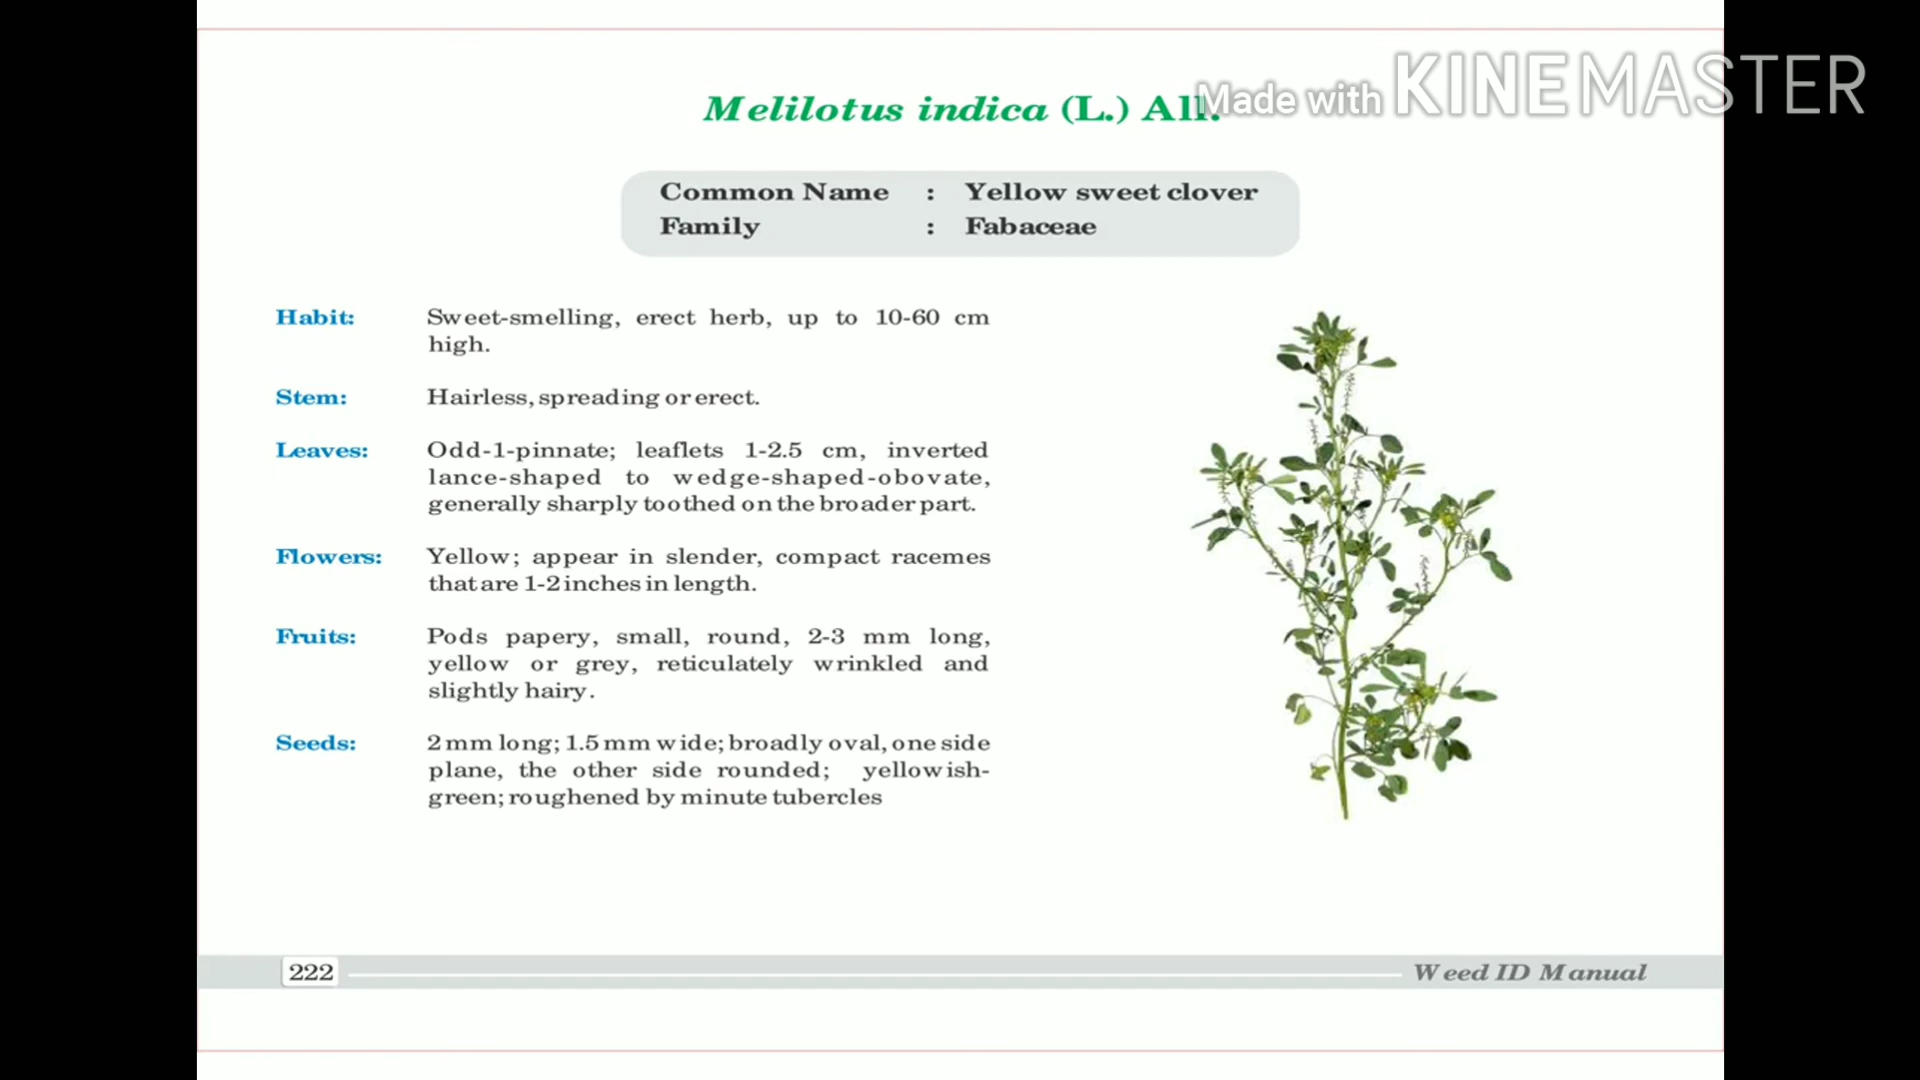 Made with KINEMASTER
Melilotus indica (L.) All.
Common Name : Yellow sweet clover
Family : Fabaceae
Habit: Sweet-smelling, erect herb, up to 10-60 cm
high.
Stem: Hairless, spreading or erect.
Leaves: Odd-1-pinnate; leaflets 1-2.5 cm, inverted
lance-shaped to wedge-shaped-obovate,
generally sharply toothed on the broader part.
Flowers: Yellow; appear in slender, compact racemes
that are 1-2 inches in length.
Fruits: Pods papery, small, round, 2-3 mm long,
yellow or grey, reticulately wrinkled and
slightly hairy.
Seeds: 2 mm long; 1.5 mm wide; broadly oval, one side
plane, the other side rounded; yellowish-
green; roughened by minute tubercles
222
Weed ID Manual